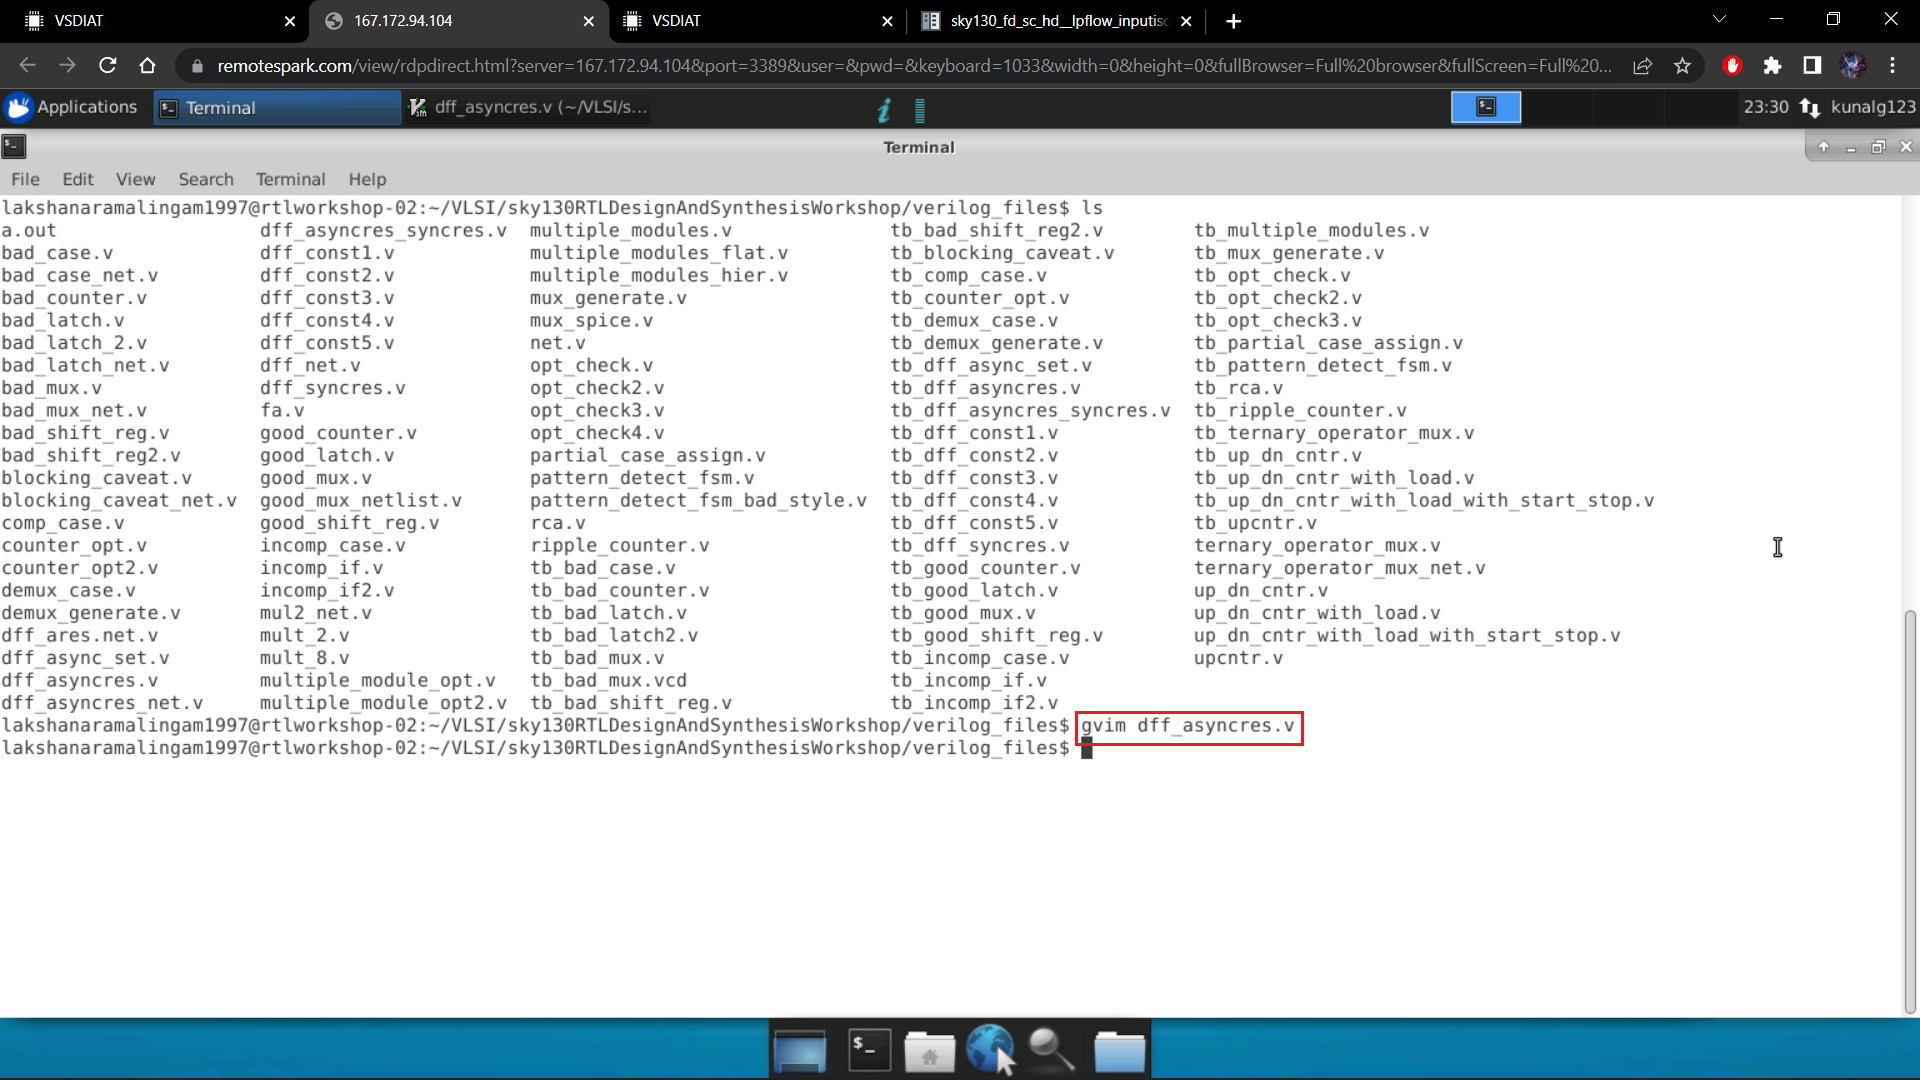 VSDIAT
167.172.94.104
VSDIAT
sky130_fd_sc_hd__lpflow_inputiso
remotespark.com/view/rdpdirect.html?server=167.172.94.104&port=3389&user=&pwd=&keyboard=1033&width=0&height=0&fullBrowser=Full%20browser&fullScreen=Full%20...
Applications Terminal dff_asyncres.v (~/VLSI/s... 23:30 kunalg123
Terminal
File Edit View Search Terminal Help
lakshanaramalingam1997@rtlworkshop-02:~/VLSI/sky130RTLDesignAndSynthesisWorkshop/verilog_files$ ls
a.out dff_asyncres_syncres.v multiple_modules.v tb_bad_shift_reg2.v tb_multiple_modules.v
bad_case.v dff_const1.v multiple_modules_flat.v tb_blocking_caveat.v tb_mux_generate.v
bad_case_net.v dff_const2.v multiple_modules_hier.v tb_comp_case.v tb_opt_check.v
bad_counter.v dff_const3.v mux_generate.v tb_counter_opt.v tb_opt_check2.v
bad_latch.v dff_const4.v mux_spice.v tb_demux_case.v tb_opt_check3.v
bad_latch_2.v dff_const5.v net.v tb_demux_generate.v tb_partial_case_assign.v
bad_latch_net.v dff_net.v opt_check.v tb_dff_async_set.v tb_pattern_detect_fsm.v
bad_mux.v dff_syncres.v opt_check2.v tb_dff_asyncres.v tb_rca.v
bad_mux_net.v fa.v opt_check3.v tb_dff_asyncres_syncres.v tb_ripple_counter.v
bad_shift_reg.v good_counter.v opt_check4.v tb_dff_const1.v tb_ternary_operator_mux.v
bad_shift_reg2.v good_latch.v partial_case_assign.v tb_dff_const2.v tb_up_dn_cntr.v
blocking_caveat.v good_mux.v pattern_detect_fsm.v tb_dff_const3.v tb_up_dn_cntr_with_load.v
blocking_caveat_net.v good_mux_netlist.v pattern_detect_fsm_bad_style.v tb_dff_const4.v tb_up_dn_cntr_with_load_with_start_stop.v
comp_case.v good_shift_reg.v rca.v tb_dff_const5.v tb_upcntr.v
counter_opt.v incomp_case.v ripple_counter.v tb_dff_syncres.v ternary_operator_mux.v
counter_opt2.v incomp_if.v tb_bad_case.v tb_good_counter.v ternary_operator_mux_net.v
demux_case.v incomp_if2.v tb_bad_counter.v tb_good_latch.v up_dn_cntr.v
demux_generate.v mul2_net.v tb_bad_latch.v tb_good_mux.v up_dn_cntr_with_load.v
dff_ares.net.v mult_2.v tb_bad_latch2.v tb_good_shift_reg.v up_dn_cntr_with_load_with_start_stop.v
dff_async_set.v mult_8.v tb_bad_mux.v tb_incomp_case.v upcntr.v
dff_asyncres.v multiple_module_opt.v tb_bad_mux.vcd tb_incomp_if.v
dff_asyncres_net.v multiple_module_opt2.v tb_bad_shift_reg.v tb_incomp_if2.v
lakshanaramalingam1997@rtlworkshop-02:~/VLSI/sky130RTLDesignAndSynthesisWorkshop/verilog_files$ gvim dff_asyncres.v
lakshanaramalingam1997@rtlworkshop-02:~/VLSI/sky130RTLDesignAndSynthesisWorkshop/verilog_files$